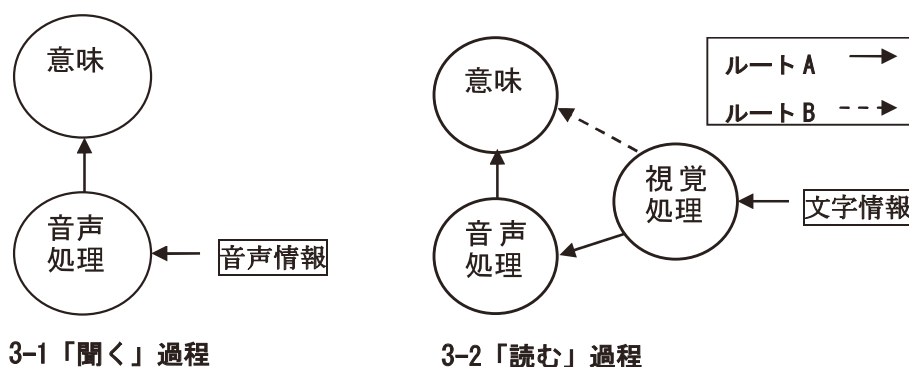 意味
音声
処理
音声情報
3-1「聞く」過程
意味
音声
処理
視覚
処理
文字情報
ルート A
ルート B
3-2「読む」過程